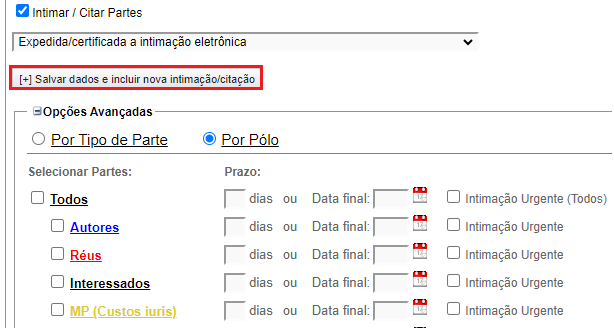 Intimar / Citar Partes
Expedida/certificada a intimação eletrônica
[+] Salvar dados e incluir nova intimação/citação
Opções Avançadas
Por Tipo de Parte Por Pólo
Selecionar Partes: Prazo:
Todos dias ou Data final: Intimação Urgente (Todos)
Autores dias ou Data final: Intimação Urgente
Réus dias ou Data final: Intimação Urgente
Interessados dias ou Data final: Intimação Urgente
MP (Custos iuris) dias ou Data final: Intimação Urgente